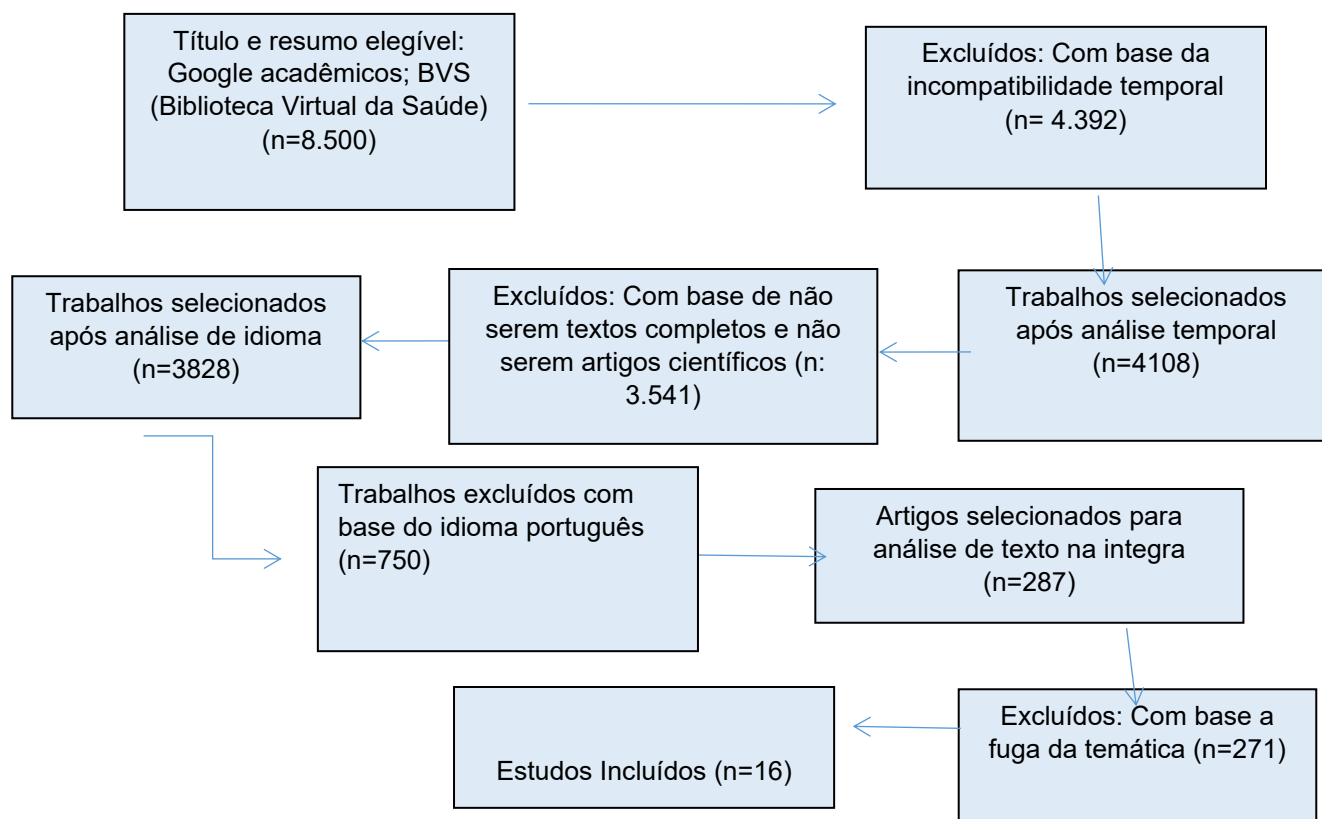 Título e resumo elegível:
Google acadêmicos; BVS
(Biblioteca Virtual da Saúde)
(n=8.500)
Excluídos: Com base da
incompatibilidade temporal
(n= 4.392)
Trabalhos selecionados
após análise temporal
(n=4108)
Excluídos: Com base de não
serem textos completos e não
serem artigos científicos (n:
3.541)
Trabalhos selecionados
após análise de idioma
(n=3828)
Trabalhos excluídos com
base do idioma português
(n=750)
Artigos selecionados para
análise de texto na integra
(n=287)
Excluídos: Com base a
fuga da temática (n=271)
Estudos Incluídos (n=16)